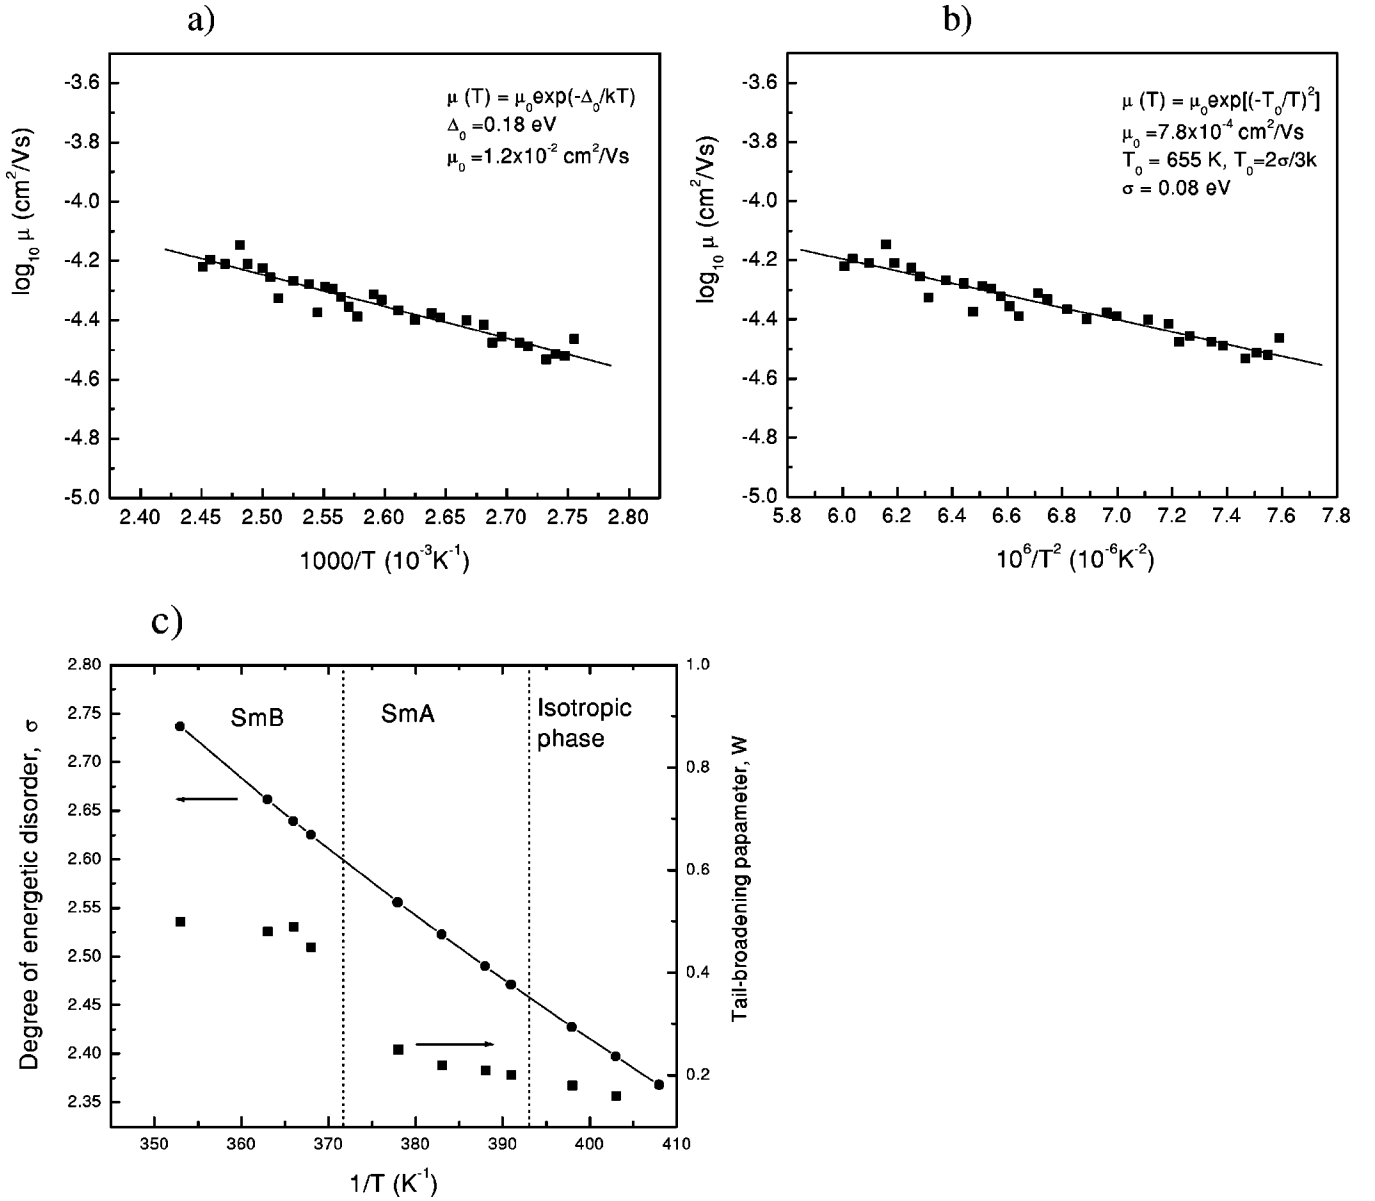 a)
-3.6
-3.8
-4.0
-4.2
-4.4
-4.6
-4.8
-5.0
log₁₀ μ (cm²/Vs)
μ (T) = μ₀exp(-Δ₀/kT)
Δ₀ =0.18 eV
μ₀ =1.2x10⁻² cm²/Vs
2.40 2.45 2.50 2.55 2.60 2.65 2.70 2.75 2.80
1000/T (10⁻³K⁻¹)
b)
-3.6
-3.8
-4.0
-4.2
-4.4
-4.6
-4.8
-5.0
log₁₀ μ (cm²/Vs)
μ (T) = μ₀exp[(-T₀/T)²]
μ₀ =7.8x10⁻⁴ cm²/Vs
T₀ = 655 K, T₀=2σ/3k
σ = 0.08 eV
5.8 6.0 6.2 6.4 6.6 6.8 7.0 7.2 7.4 7.6 7.8
10⁶/T² (10⁻⁶K⁻²)
c)
2.80
2.75
2.70
2.65
2.60
2.55
2.50
2.45
2.40
2.35
Degree of energetic disorder, σ
SmB
SmA
Isotropic
phase
1.0
0.8
0.6
0.4
0.2
Tail-broadening papameter, W
350 360 370 380 390 400 410
1/T (K⁻¹)